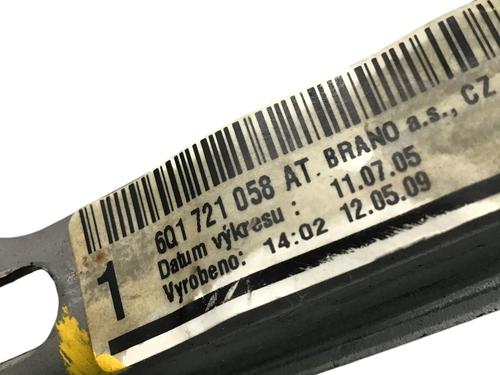 6Q1 721 058 AT. BRANO a.s., CZ
Datum výkresu : 11.07.05
Vyrobeno: 14:02 12.05.09
1